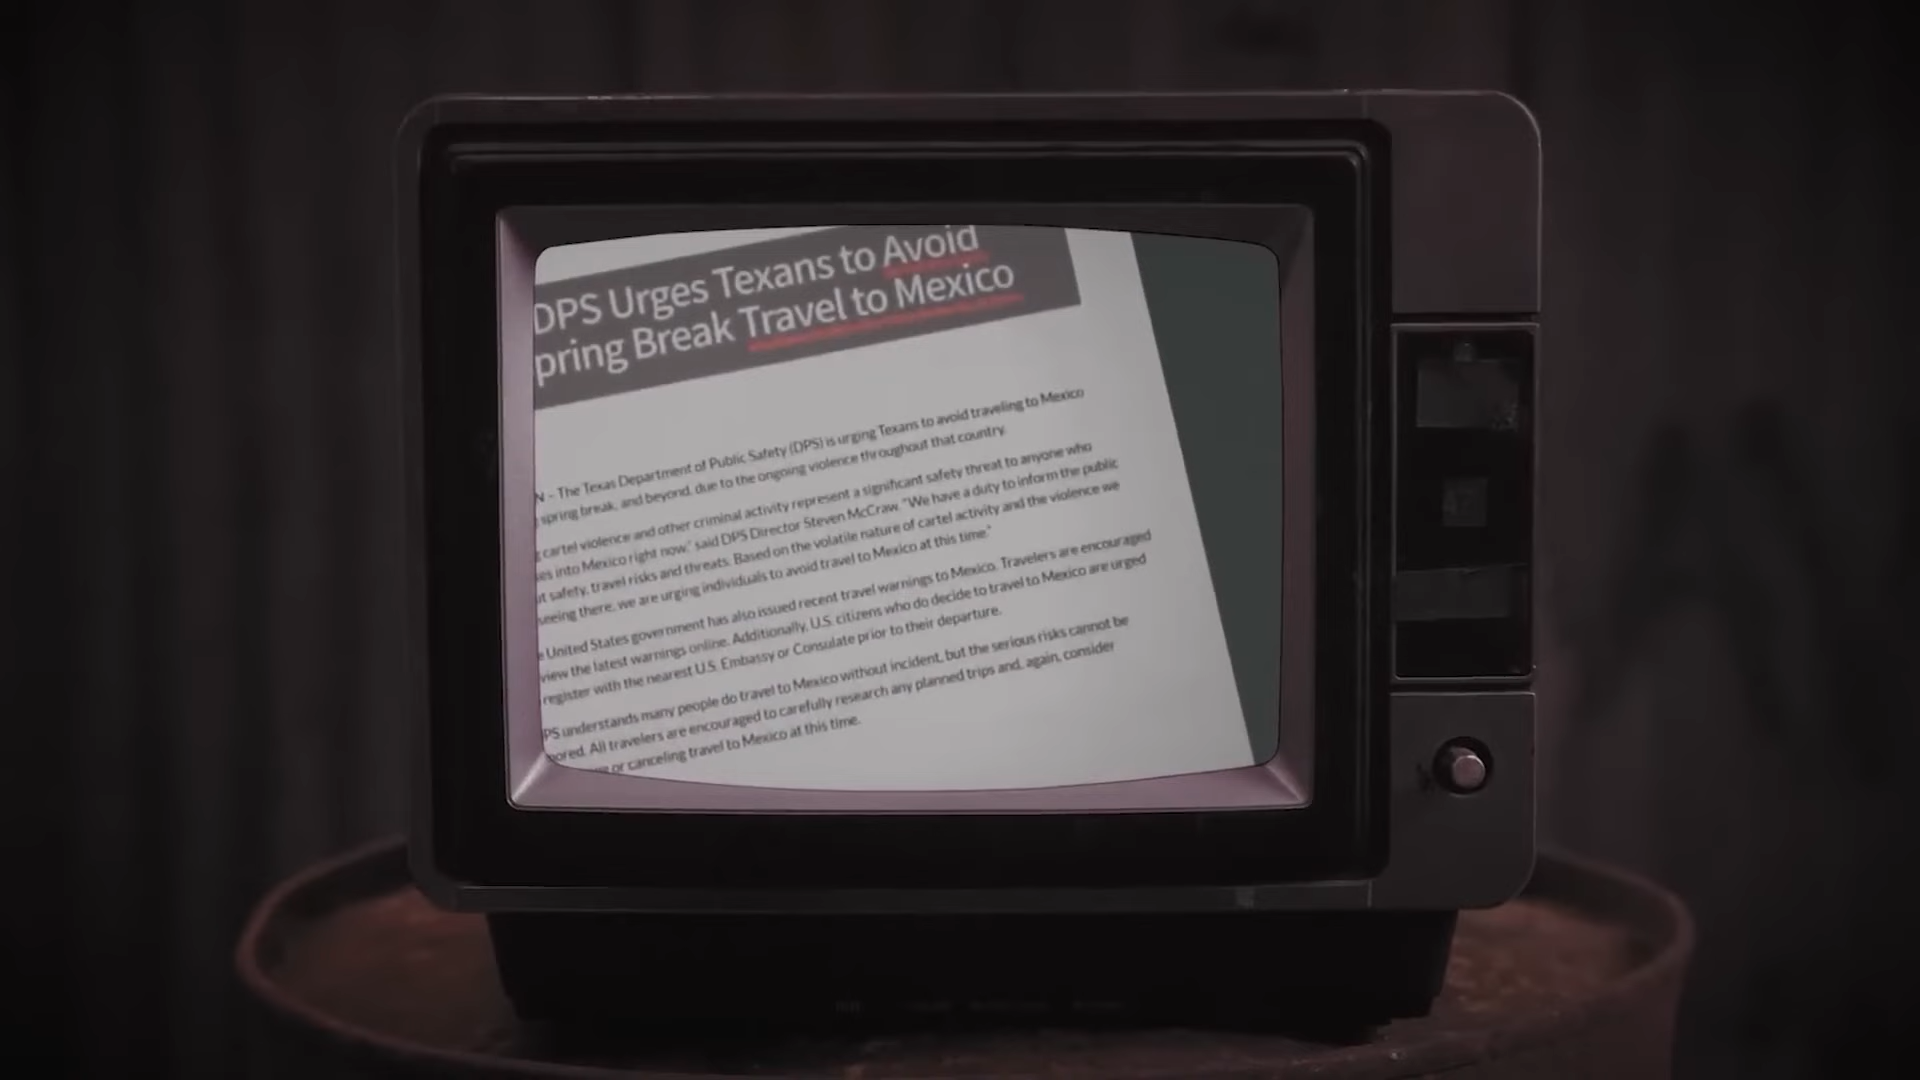 DPS Urges Texans to Avoid
pring Break Travel to Mexico
N – The Texas Department of Public Safety (DPS) is urging Texans to avoid traveling to Mexico
spring break, and beyond, due to the ongoing violence throughout that country.
cartel violence and other criminal activity represent a significant safety threat to anyone who
es into Mexico right now," said DPS Director Steven McCraw. "We have a duty to inform the public
ut safety, travel risks and threats. Based on the volatile nature of cartel activity and the violence we
seeing there, we are urging individuals to avoid travel to Mexico at this time."
e United States government has also issued recent travel warnings to Mexico. Travelers are encouraged
view the latest warnings online. Additionally, U.S. citizens who do decide to travel to Mexico are urged
register with the nearest U.S. Embassy or Consulate prior to their departure.
PS understands many people do travel to Mexico without incident, but the serious risks cannot be
nored. All travelers are encouraged to carefully research any planned trips and, again, consider
or canceling travel to Mexico at this time.